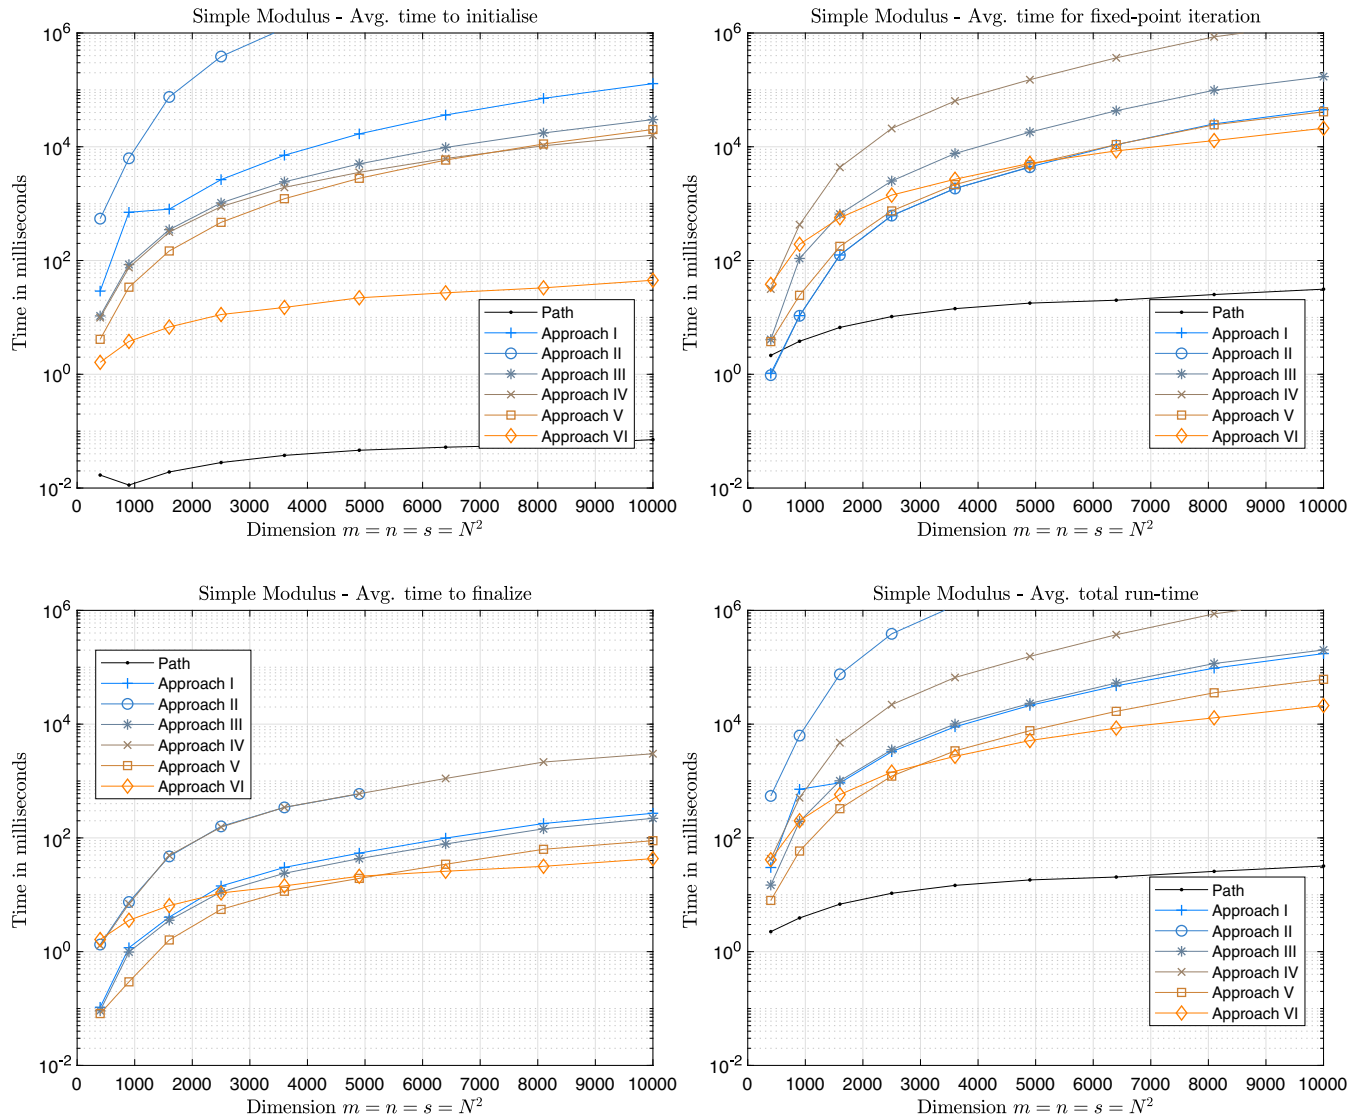 Simple Modulus - Avg. time to initialise
10^6
10^4
10^2
10^0
10^-2
Time in milliseconds
Path
Approach I
Approach II
Approach III
Approach IV
Approach V
Approach VI
0 1000 2000 3000 4000 5000 6000 7000 8000 9000 10000
Dimension m = n = s = N^2
Simple Modulus - Avg. time for fixed-point iteration
10^6
10^4
10^2
10^0
10^-2
Time in milliseconds
Path
Approach I
Approach II
Approach III
Approach IV
Approach V
Approach VI
0 1000 2000 3000 4000 5000 6000 7000 8000 9000 10000
Dimension m = n = s = N^2
Simple Modulus - Avg. time to finalize
10^6
10^4
10^2
10^0
10^-2
Time in milliseconds
Path
Approach I
Approach II
Approach III
Approach IV
Approach V
Approach VI
0 1000 2000 3000 4000 5000 6000 7000 8000 9000 10000
Dimension m = n = s = N^2
Simple Modulus - Avg. total run-time
10^6
10^4
10^2
10^0
10^-2
Time in milliseconds
Path
Approach I
Approach II
Approach III
Approach IV
Approach V
Approach VI
0 1000 2000 3000 4000 5000 6000 7000 8000 9000 10000
Dimension m = n = s = N^2